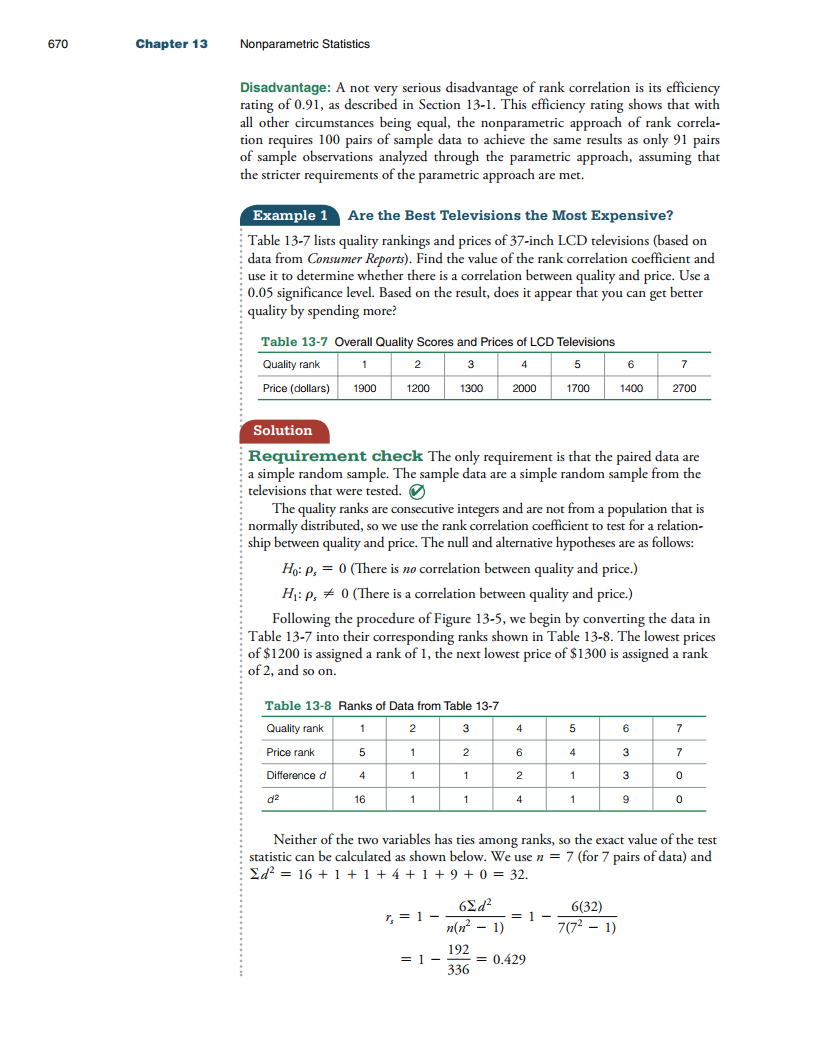 670 Chapter 13 Nonparametric Statistics
Disadvantage: A not very serious disadvantage of rank correlation is its efficiency
rating of 0.91, as described in Section 13-1. This efficiency rating shows that with
all other circumstances being equal, the nonparametric approach of rank correla-
tion requires 100 pairs of sample data to achieve the same results as only 91 pairs
of sample observations analyzed through the parametric approach, assuming that
the stricter requirements of the parametric approach are met.
Example 1 Are the Best Televisions the Most Expensive?
Table 13-7 lists quality rankings and prices of 37-inch LCD televisions (based on
data from Consumer Reports). Find the value of the rank correlation coefficient and
use it to determine whether there is a correlation between quality and price. Use a
0.05 significance level. Based on the result, does it appear that you can get better
quality by spending more?
Table 13-7 Overall Quality Scores and Prices of LCD Televisions
Quality rank 1 2 3 4 5 6 7
Price (dollars) 1900 1200 1300 2000 1700 1400 2700
Solution
Requirement check The only requirement is that the paired data are
a simple random sample. The sample data are a simple random sample from the
televisions that were tested.
The quality ranks are consecutive integers and are not from a population that is
normally distributed, so we use the rank correlation coefficient to test for a relation-
ship between quality and price. The null and alternative hypotheses are as follows:
H₀: ρₛ = 0 (There is no correlation between quality and price.)
H₁: ρₛ ≠ 0 (There is a correlation between quality and price.)
Following the procedure of Figure 13-5, we begin by converting the data in
Table 13-7 into their corresponding ranks shown in Table 13-8. The lowest prices
of $1200 is assigned a rank of 1, the next lowest price of $1300 is assigned a rank
of 2, and so on.
Table 13-8 Ranks of Data from Table 13-7
Quality rank 1 2 3 4 5 6 7
Price rank 5 1 2 6 4 3 7
Difference d 4 1 1 2 1 3 0
d² 16 1 1 4 1 9 0
Neither of the two variables has ties among ranks, so the exact value of the test
statistic can be calculated as shown below. We use n = 7 (for 7 pairs of data) and
Σd² = 16 + 1 + 1 + 4 + 1 + 9 + 0 = 32.
rₛ = 1 − 6Σd² / n(n² − 1) = 1 − 6(32) / 7(7² − 1)
= 1 − 192 / 336 = 0.429